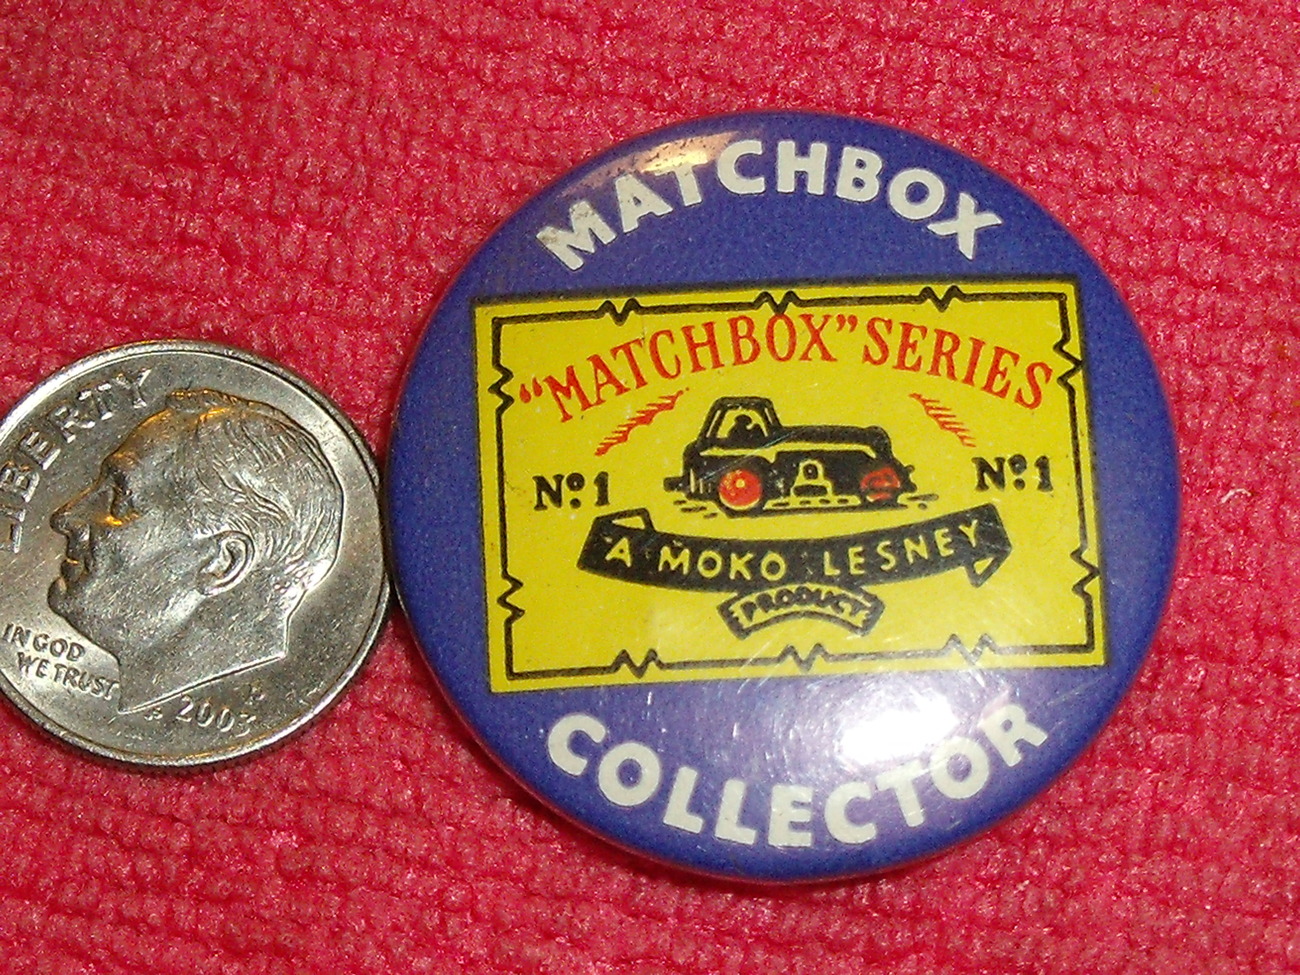 LIBERTY
IN GOD
WE TRUST
2003
P
MATCHBOX
"MATCHBOX" SERIES
Nº1
Nº1
A MOKO LESNEY
PRODUCT
COLLECTOR